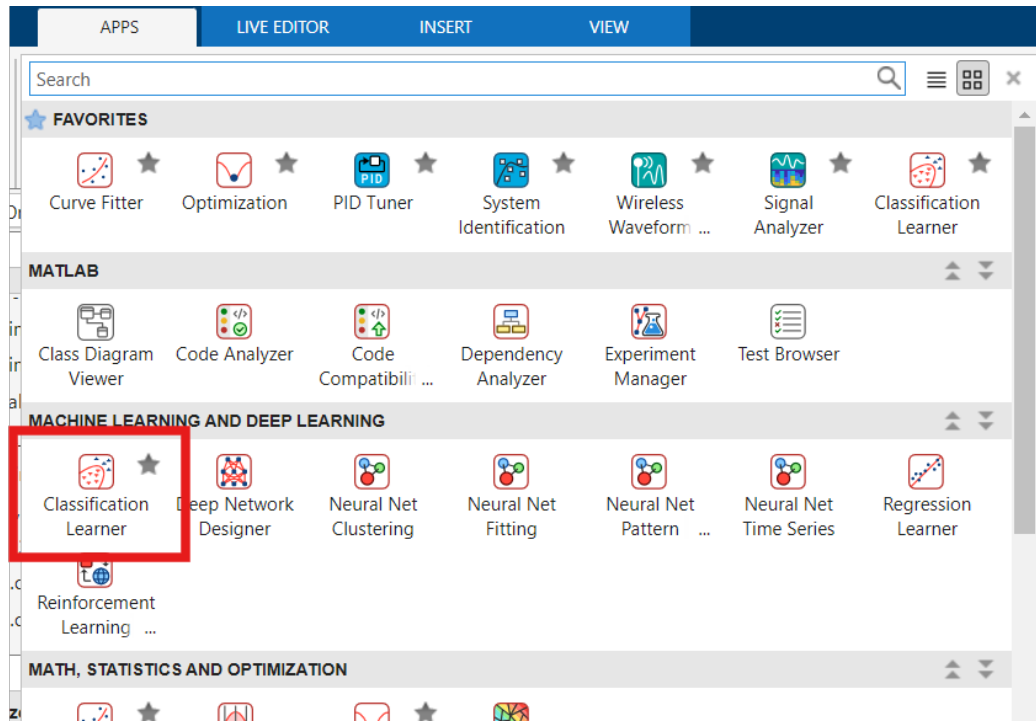 APPS LIVE EDITOR INSERT VIEW
Search
FAVORITES
PID
Curve Fitter Optimization PID Tuner System Wireless Signal Classification
Identification Waveform ... Analyzer Learner
MATLAB
Class Diagram Code Analyzer Code Dependency Experiment Test Browser
Viewer Compatibili ... Analyzer Manager
MACHINE LEARNING AND DEEP LEARNING
Classification Deep Network Neural Net Neural Net Neural Net Neural Net Regression
Learner Designer Clustering Fitting Pattern ... Time Series Learner
Reinforcement
Learning ...
MATH, STATISTICS AND OPTIMIZATION